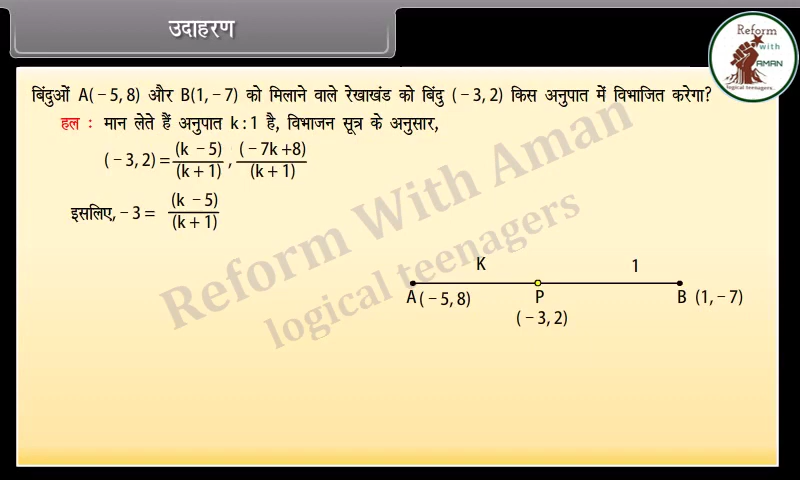 उदाहरण
Reform
with
AMAN
logical teenagers.
बिंदुओं A(−5, 8) और B(1, −7) को मिलाने वाले रेखाखंड को बिंदु (−3, 2) किस अनुपात में विभाजित करेगा?
हल : मान लेते हैं अनुपात k : 1 है, विभाजन सूत्र के अनुसार,
(−3, 2) = (k −5)/(k + 1) , (−7k +8)/(k + 1)
इसलिए, −3 = (k −5)/(k + 1)
K 1
A (−5, 8) P B (1, −7)
(−3, 2)
Reform With Aman
logical teenagers